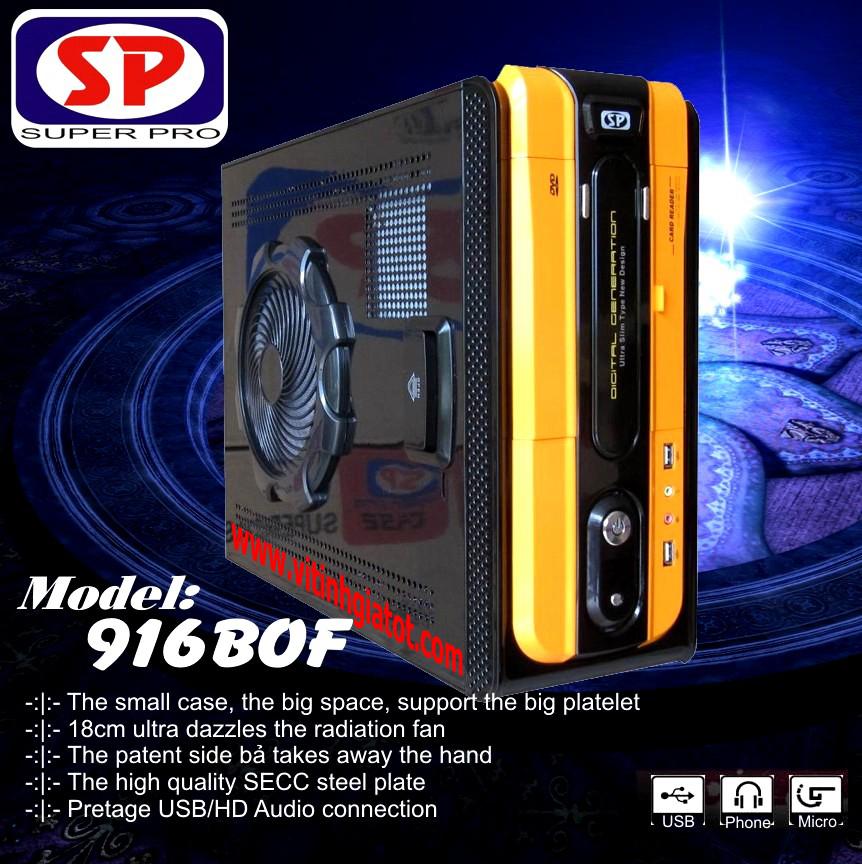 SP
SUPER PRO
SP
DVD
CARD READER
DIGITAL GENERATION
Ultra Slim Type New Design
www.vitinhgiatot.com
Model:
916BOF
-:|:- The small case, the big space, support the big platelet
-:|:- 18cm ultra dazzles the radiation fan
-:|:- The patent side bả takes away the hand
-:|:- The high quality SECC steel plate
-:|:- Pretage USB/HD Audio connection
USB
Phone
Micro